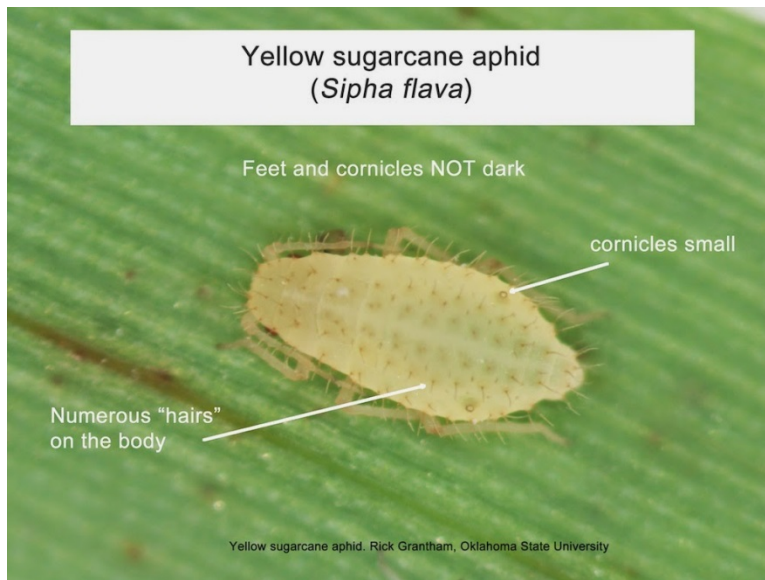 Yellow sugarcane aphid
(Sipha flava)
Feet and cornicles NOT dark
cornicles small
Numerous “hairs”
on the body
Yellow sugarcane aphid. Rick Grantham, Oklahoma State University